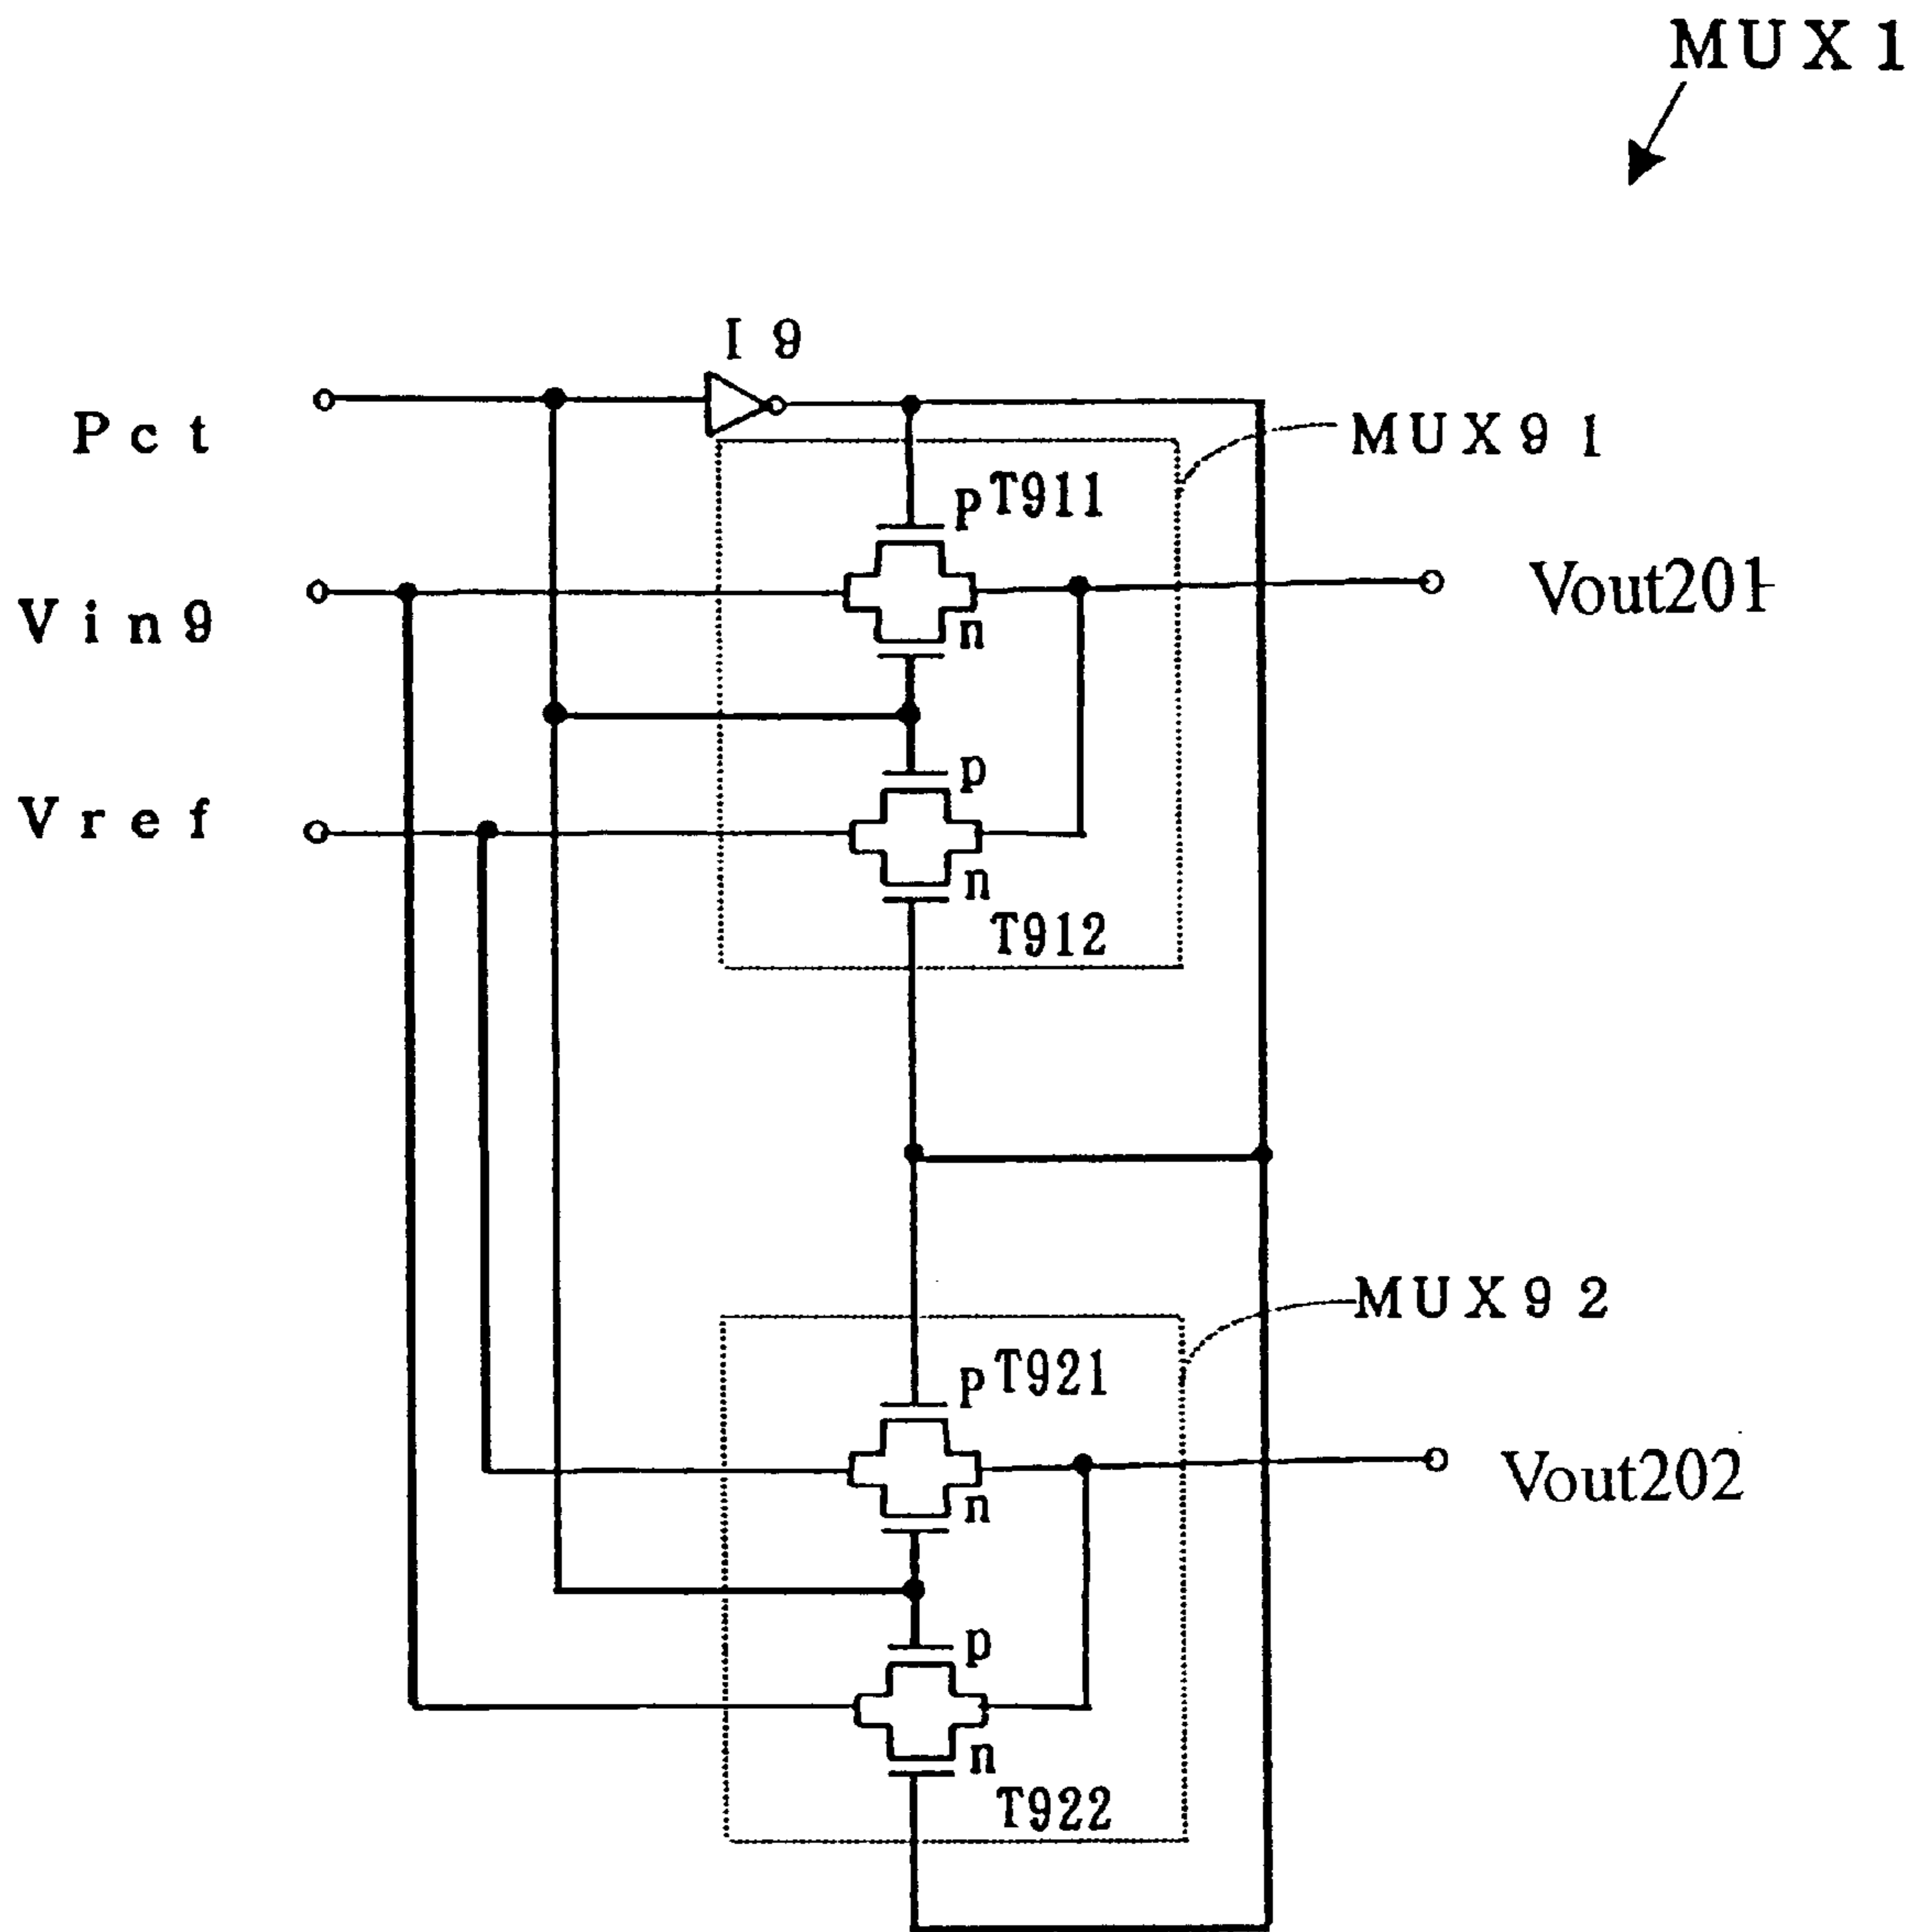 MUX1
I9
Pct
MUX91
pT911
Vin9
n
Vout201
p
Vref
n
T912
MUX92
pT921
n
Vout202
p
n
T922